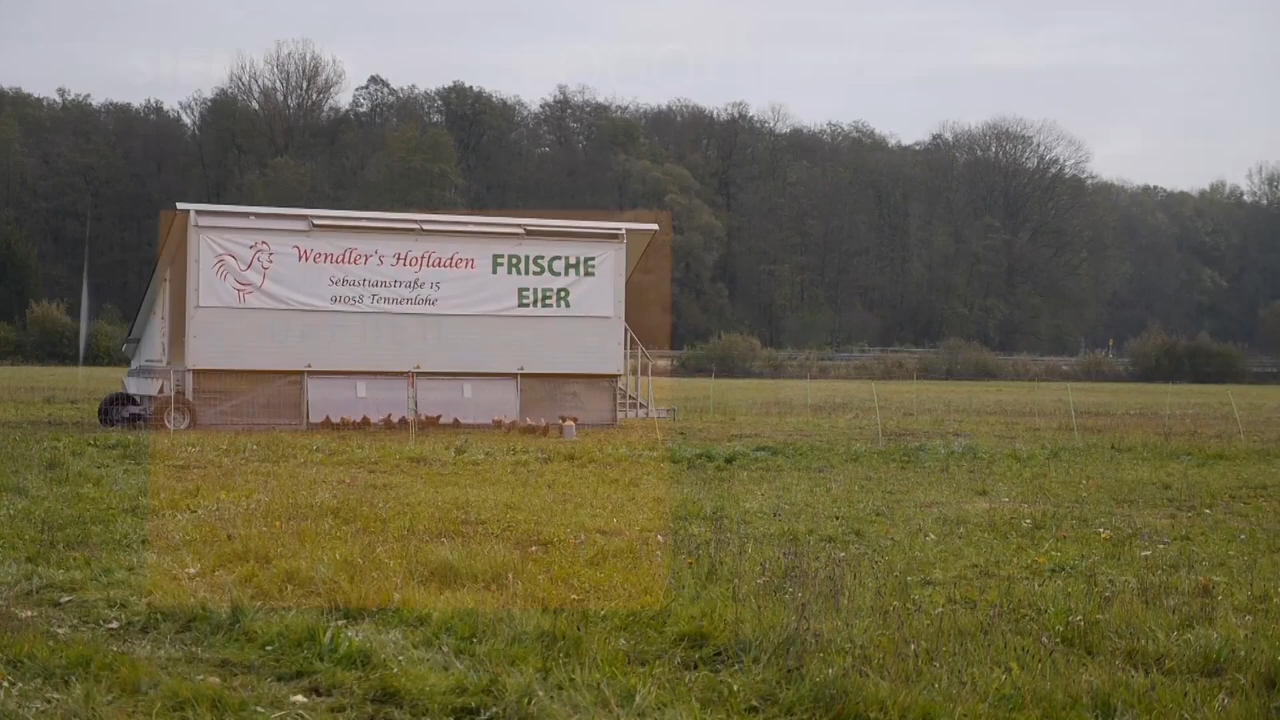 Wendler's Hofladen
Sebastianstraße 15
91058 Tennenlohe
FRISCHE
EIER